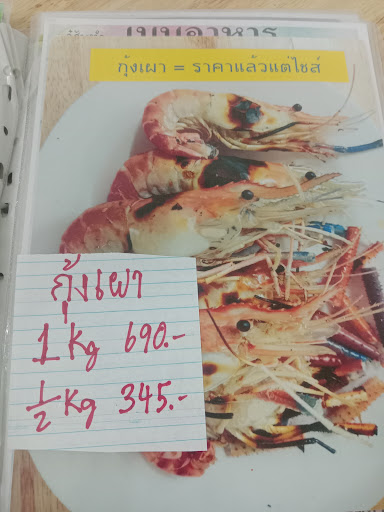 เมนูอาหาร
กุ้งเผา = ราคาแล้วแต่ไซส์
กุ้งเผา
1 Kg 690.-
1/2 Kg 345.-